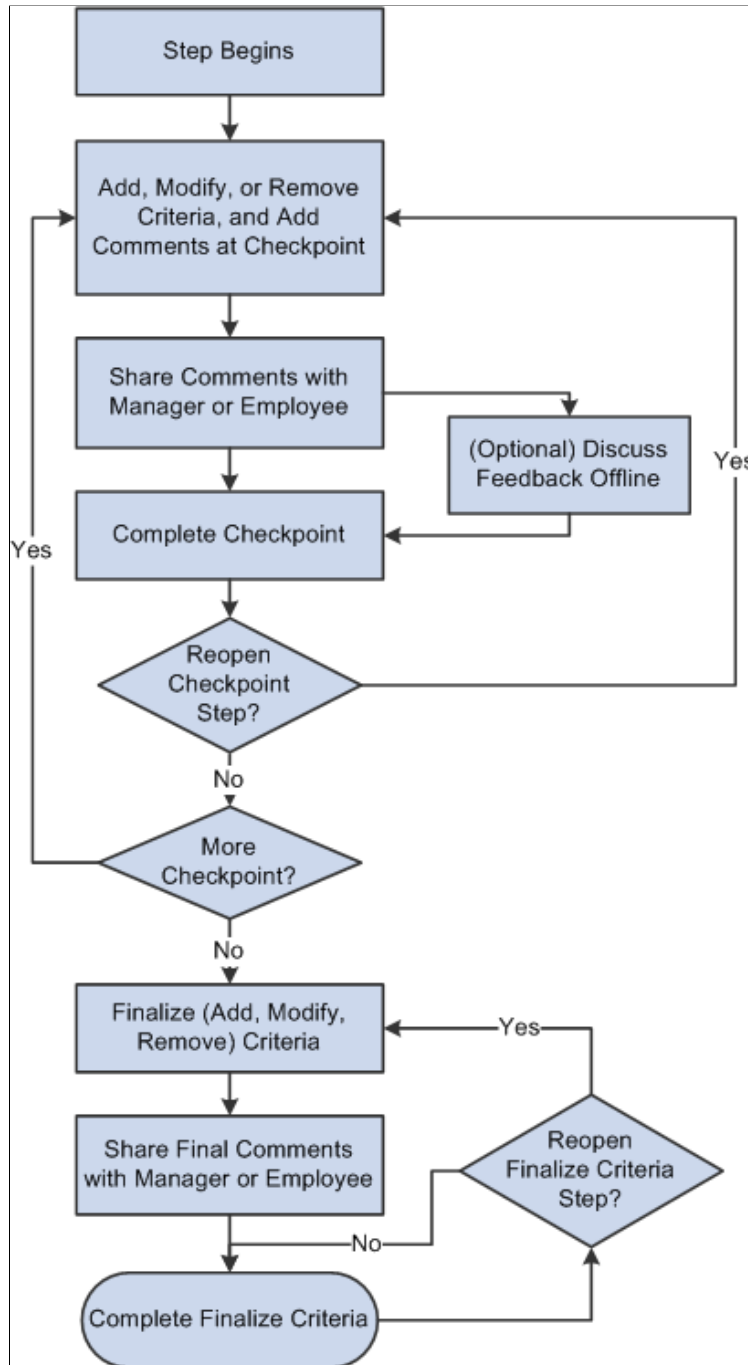 Step Begins
Add, Modify, or Remove
Criteria, and Add
Comments at Checkpoint
Share Comments with
Manager or Employee
(Optional) Discuss
Feedback Offline
Yes
Complete Checkpoint
Yes
Reopen
Checkpoint
Step?
No
More
Checkpoint?
No
Finalize (Add, Modify,
Remove) Criteria
Yes
Share Final Comments
with Manager or Employee
Reopen
Finalize Criteria
Step?
No
Complete Finalize Criteria